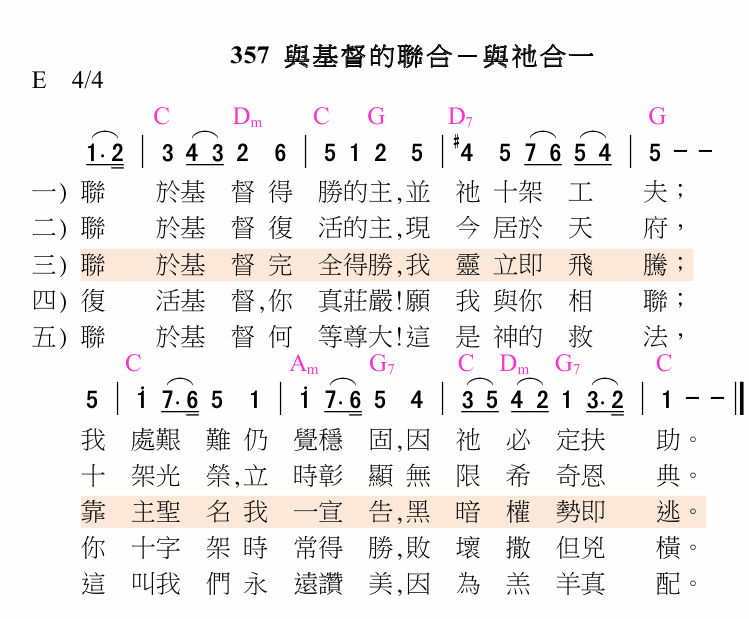 357 與基督的聯合－與祂合一
E 4/4
C Dm C G D7 G
1·2 | 3 4 3 2 6 | 5 1 2 5 | #4 5 7 6 5 4 | 5 - -
一) 聯 於基 督 得 勝的主,並 祂 十架 工 夫；
二) 聯 於基 督 復 活的主,現 今 居於 天 府，
三) 聯 於基 督 完 全得勝,我 靈 立即 飛 騰；
四) 復 活基 督,你 真莊嚴!願 我 與你 相 聯；
五) 聯 於基 督 何 等尊大!這 是 神的 救 法，
C Am G7 C Dm G7 C
5 | i 7·6 5 1 | i 7·6 5 4 | 3 5 4 2 1 3·2 | 1 - - ||
我 處艱 難 仍 覺穩 固,因 祂 必 定扶 助。
十 架光 榮,立 時彰 顯 無 限 希 奇恩 典。
靠 主聖 名 我 一宣 告,黑 暗 權 勢即 逃。
你 十字 架 時 常得 勝,敗 壞 撒 但兇 橫。
這 叫我 們 永 遠讚 美,因 為 羔 羊真 配。